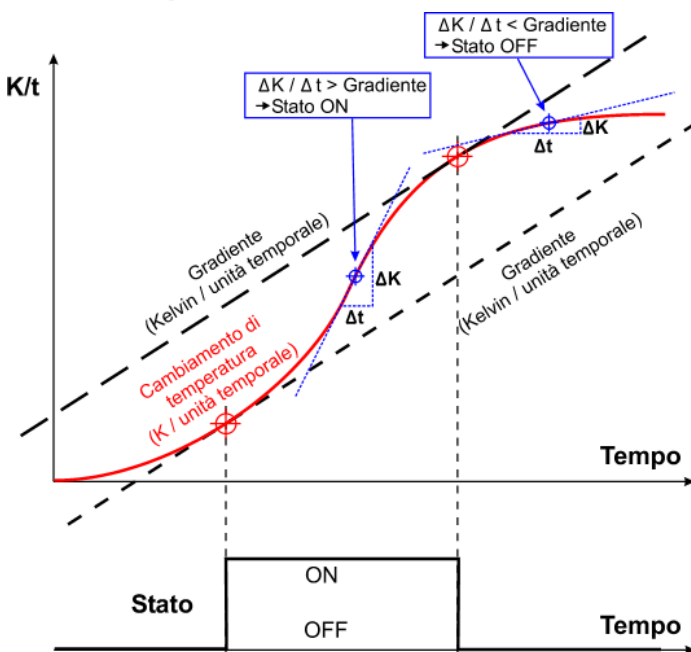 ΔK / Δt < Gradiente
→Stato OFF
K/t
ΔK / Δt > Gradiente
→Stato ON
ΔK
Δt
Gradiente
(Kelvin / unità temporale)
ΔK
Δt
Gradiente
(Kelvin / unità temporale)
Cambiamento di
temperatura
(K / unità temporale)
Tempo
ON
Stato
OFF
Tempo